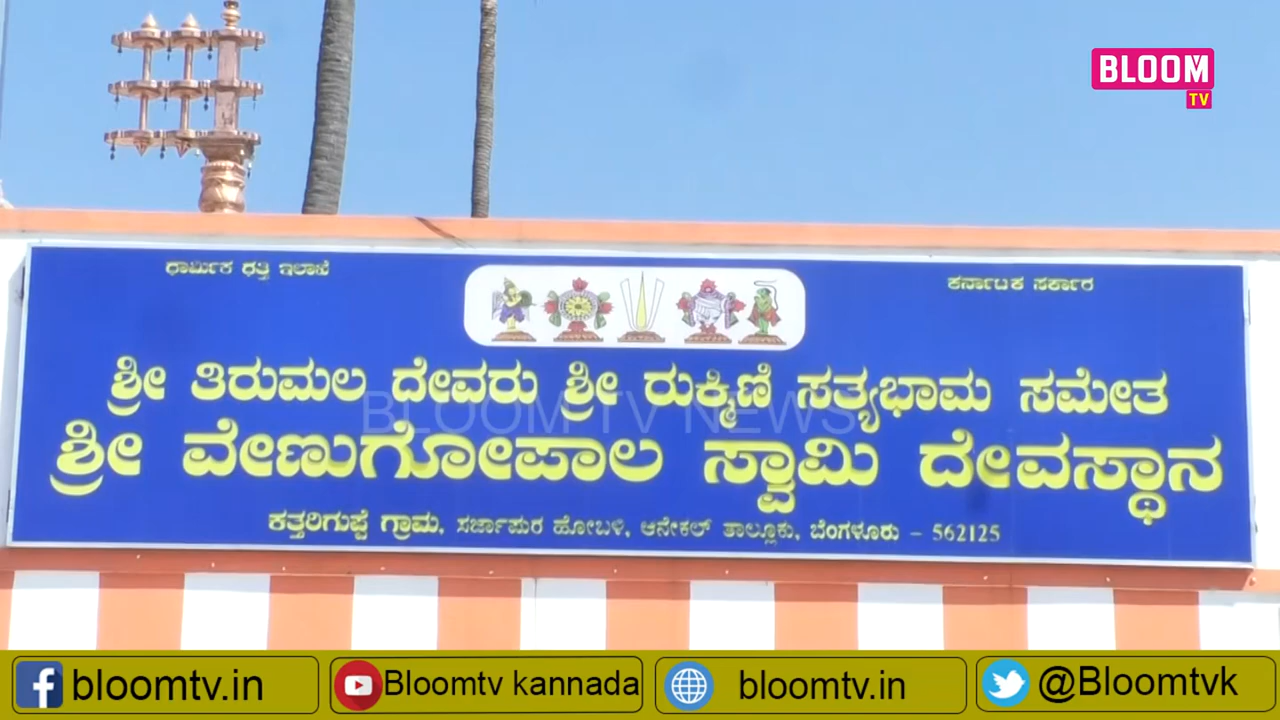 BLOOM
TV
ಧಾರ್ಮಿಕ ಧತ್ತಿ ಇಲಾಖೆ
ಕರ್ನಾಟಕ ಸರ್ಕಾರ
ಶ್ರೀ ತಿರುಮಲ ದೇವರು ಶ್ರೀ ರುಕ್ಮಿಣಿ ಸತ್ಯಭಾಮ ಸಮೇತ
BLOOM TV NEWS
ಶ್ರೀ ವೇಣುಗೋಪಾಲ ಸ್ವಾಮಿ ದೇವಸ್ಥಾನ
ಕತ್ತರಿಗುಪ್ಪೆ ಗ್ರಾಮ, ಸರ್ಜಾಪುರ ಹೋಬಳಿ, ಆನೇಕಲ್ ತಾಲ್ಲೂಕು, ಬೆಂಗಳೂರು – 562125
bloomtv.in Bloomtv kannada bloomtv.in @Bloomtvk